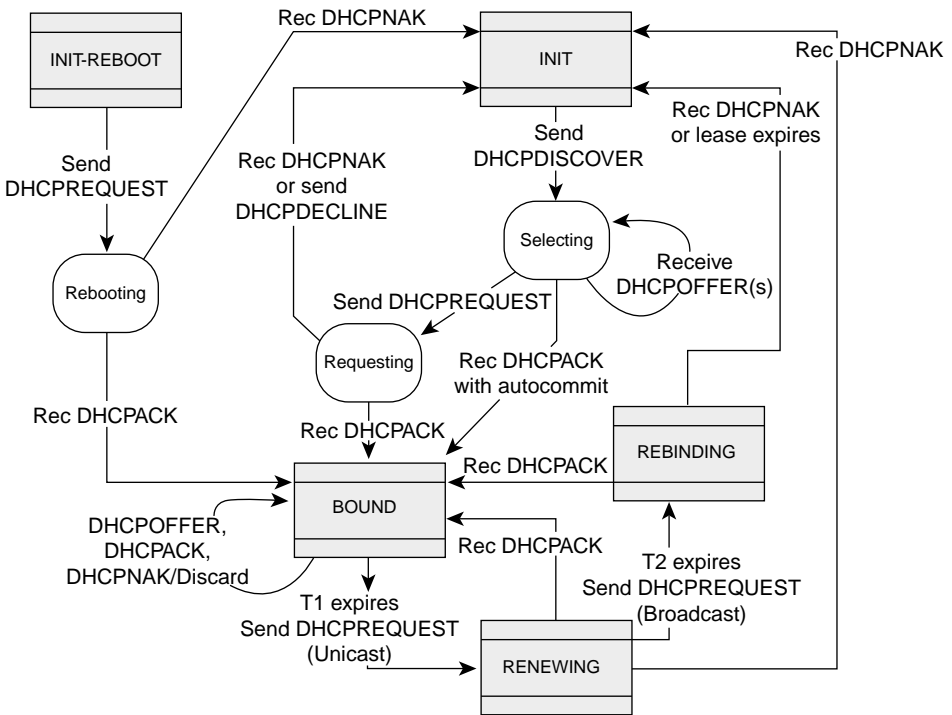 Rec DHCPNAK
INIT-REBOOT
INIT
Rec DHCPNAK
Rec DHCPNAK
or lease expires
Send
DHCPDISCOVER
Rec DHCPNAK
or send
DHCPDECLINE
Send
DHCPREQUEST
Selecting
Receive
DHCPOFFER(s)
Rebooting
Send DHCPREQUEST
Requesting
Rec DHCPACK
with autocommit
Rec DHCPACK
Rec DHCPACK
REBINDING
Rec DHCPACK
BOUND
DHCPOFFER,
DHCPACK,
DHCPNAK/Discard
Rec DHCPACK
T1 expires
Send DHCPREQUEST
(Unicast)
T2 expires
Send DHCPREQUEST
(Broadcast)
RENEWING